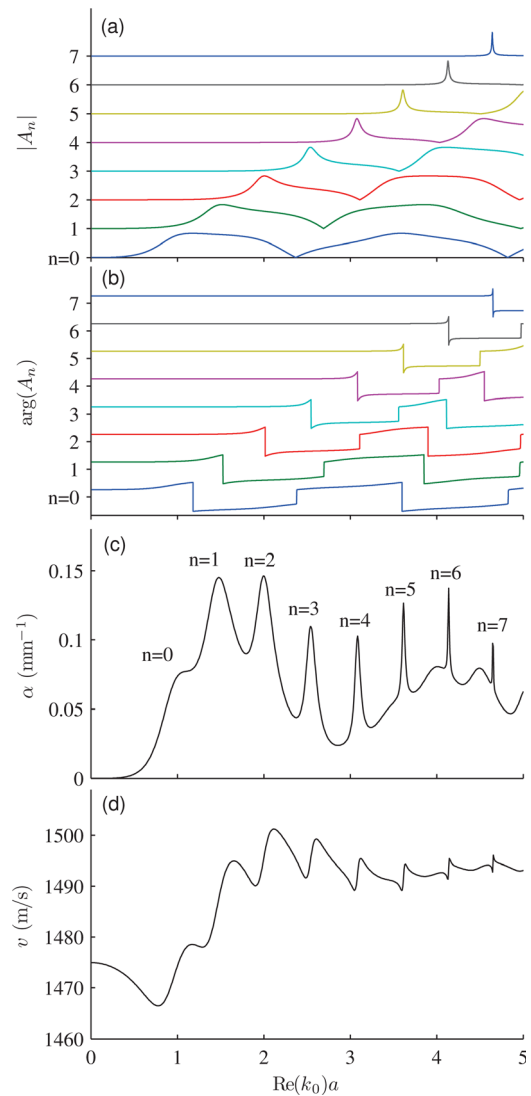 (a)
|Aₙ|
7
6
5
4
3
2
1
n=0
(b)
arg(Aₙ)
7
6
5
4
3
2
1
n=0
(c)
α (mm⁻¹)
0.15
0.1
0.05
0
n=0
n=1
n=2
n=3
n=4
n=5
n=6
n=7
(d)
v (m/s)
1500
1490
1480
1470
1460
0 1 2 3 4 5
Re(k₀)a